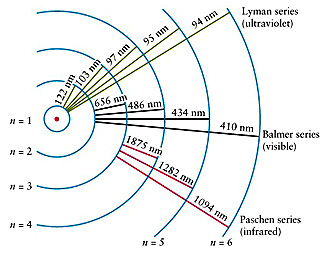 Lyman series
(ultraviolet)
122 nm
103 nm
97 nm
95 nm
94 nm
656 nm
486 nm
434 nm
410 nm
Balmer series
(visible)
1875 nm
1282 nm
1094 nm
Paschen series
(infrared)
n = 1
n = 2
n = 3
n = 4
n = 5
n = 6